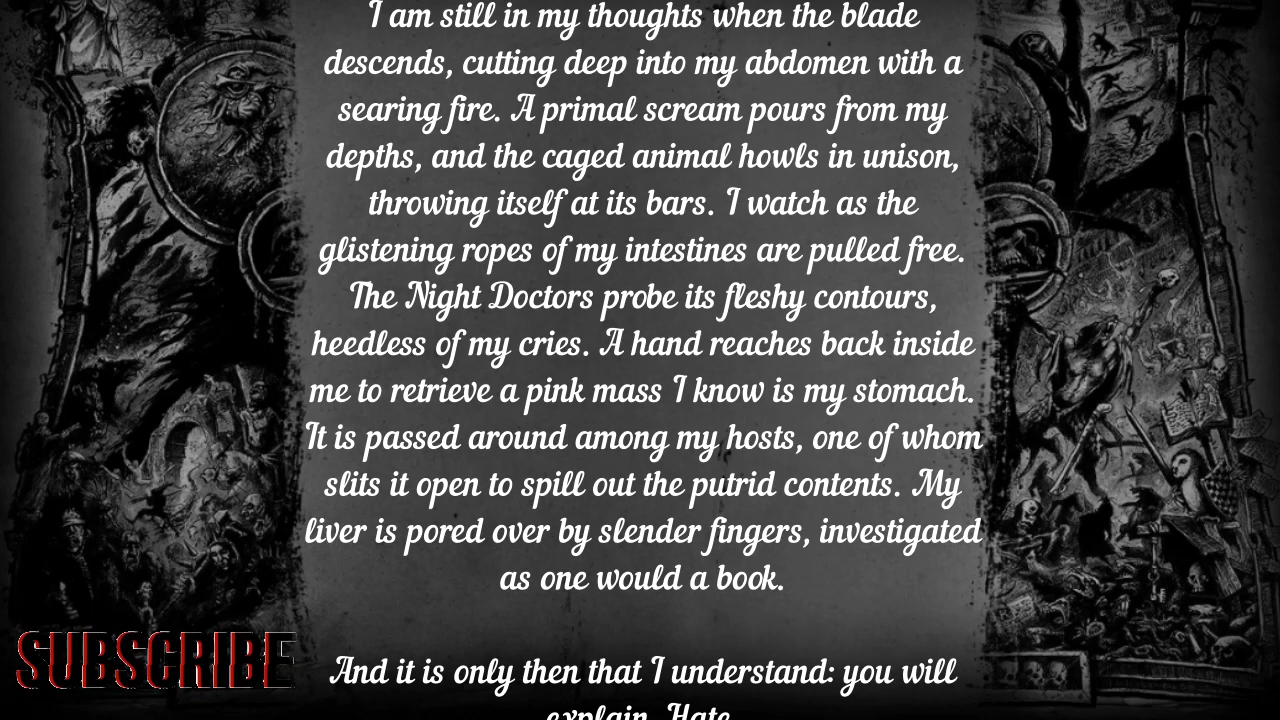 I am still in my thoughts when the blade
descends, cutting deep into my abdomen with a
searing fire. A primal scream pours from my
depths, and the caged animal howls in unison,
throwing itself at its bars. I watch as the
glistening ropes of my intestines are pulled free.
The Night Doctors probe its fleshy contours,
heedless of my cries. A hand reaches back inside
me to retrieve a pink mass I know is my stomach.
It is passed around among my hosts, one of whom
slits it open to spill out the putrid contents. My
liver is pored over by slender fingers, investigated
as one would a book.
And it is only then that I understand: you will
explain. Hate
SUBSCRIBE